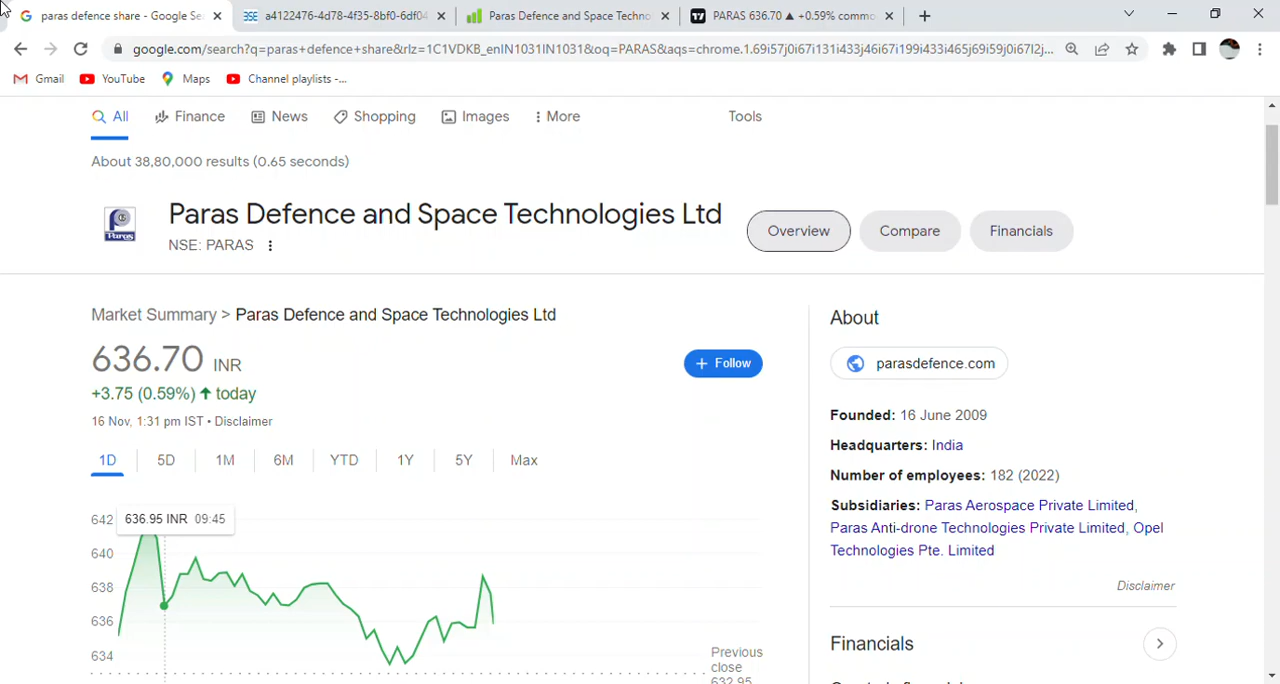 paras defence share - Google Se
a4122476-4d78-4f35-8bf0-6df04
Paras Defence and Space Techno
PARAS 636.70 ▲ +0.59% commo
google.com/search?q=paras+defence+share&rlz=1C1VDKB_enIN1031IN1031&oq=PARAS&aqs=chrome.1.69i57j0i67i131i433j46i67i199i433i465j69i59j0i67l2j...
Gmail
YouTube
Maps
Channel playlists -...
All
Finance
News
Shopping
Images
More
Tools
About 38,80,000 results (0.65 seconds)
Paras
Paras Defence and Space Technologies Ltd
NSE: PARAS
Overview
Compare
Financials
Market Summary > Paras Defence and Space Technologies Ltd
636.70 INR
+3.75 (0.59%) ↑ today
16 Nov, 1:31 pm IST • Disclaimer
+ Follow
1D
5D
1M
6M
YTD
1Y
5Y
Max
636.95 INR 09:45
642
640
638
636
634
Previous
close
632.95
About
parasdefence.com
Founded: 16 June 2009
Headquarters: India
Number of employees: 182 (2022)
Subsidiaries: Paras Aerospace Private Limited,
Paras Anti-drone Technologies Private Limited, Opel
Technologies Pte. Limited
Disclaimer
Financials